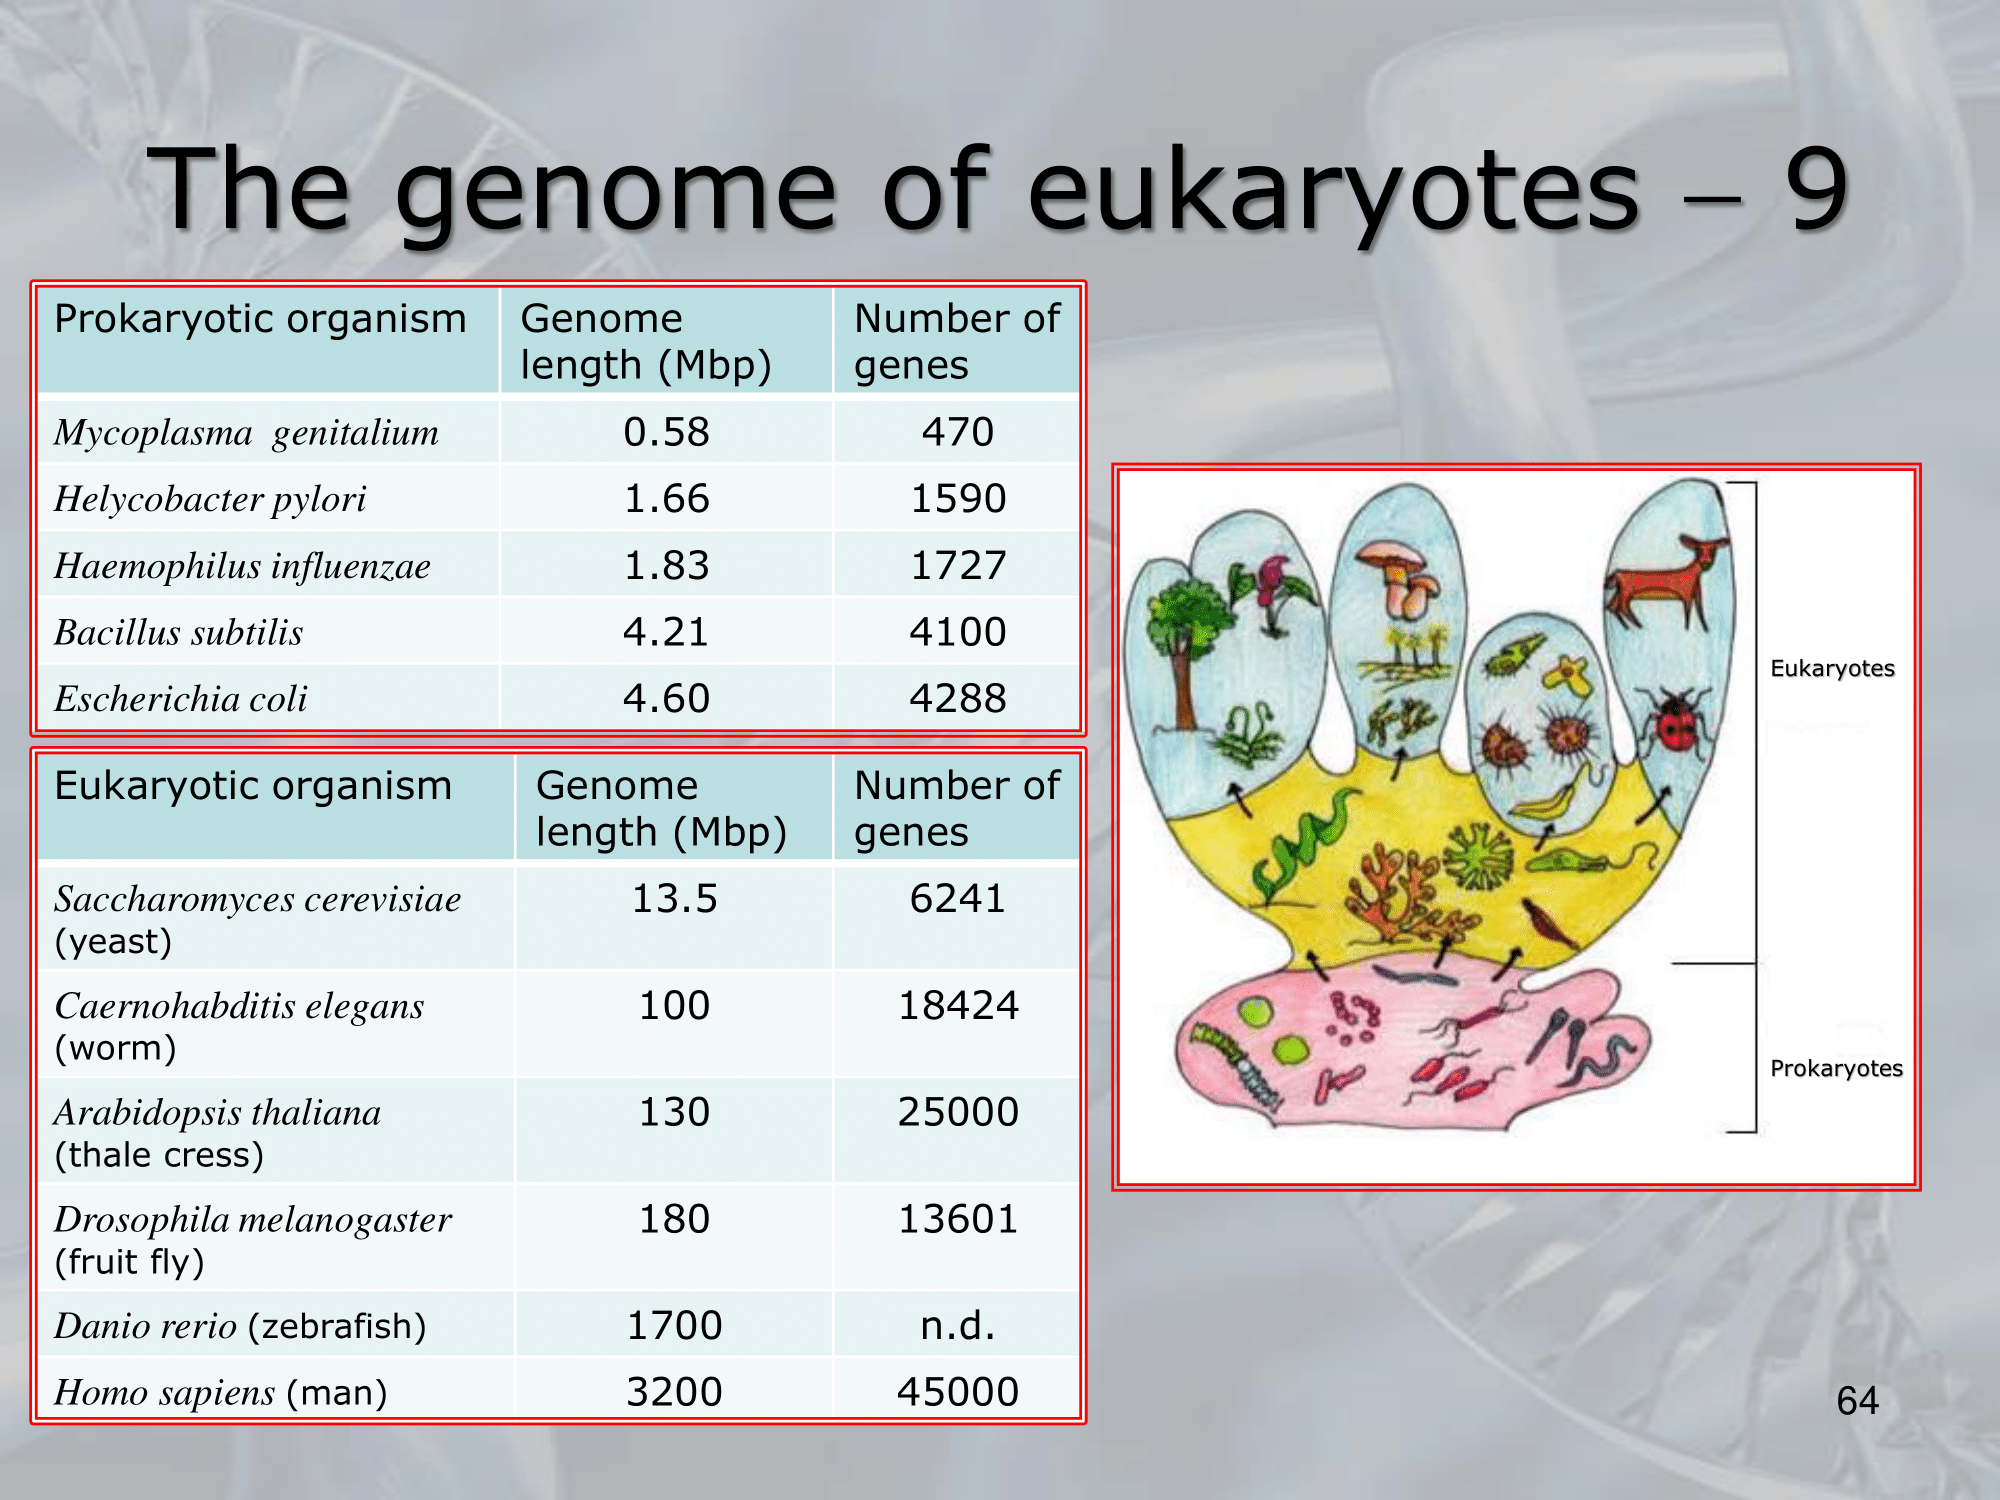 The genome of eukaryotes – 9
Prokaryotic organism Genome length (Mbp) Number of genes
Mycoplasma genitalium 0.58 470
Helycobacter pylori 1.66 1590
Haemophilus influenzae 1.83 1727
Bacillus subtilis 4.21 4100
Escherichia coli 4.60 4288
Eukaryotic organism Genome length (Mbp) Number of genes
Saccharomyces cerevisiae (yeast) 13.5 6241
Caernohabditis elegans (worm) 100 18424
Arabidopsis thaliana (thale cress) 130 25000
Drosophila melanogaster (fruit fly) 180 13601
Danio rerio (zebrafish) 1700 n.d.
Homo sapiens (man) 3200 45000
Eukaryotes
Prokaryotes
64